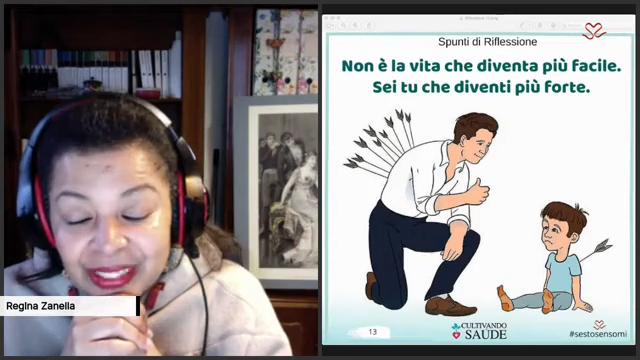 Spunti di Riflessione
Non è la vita che diventa più facile.
Sei tu che diventi più forte.
Regina Zanella
13
CULTIVANDO
SAÚDE
#sestosensomi